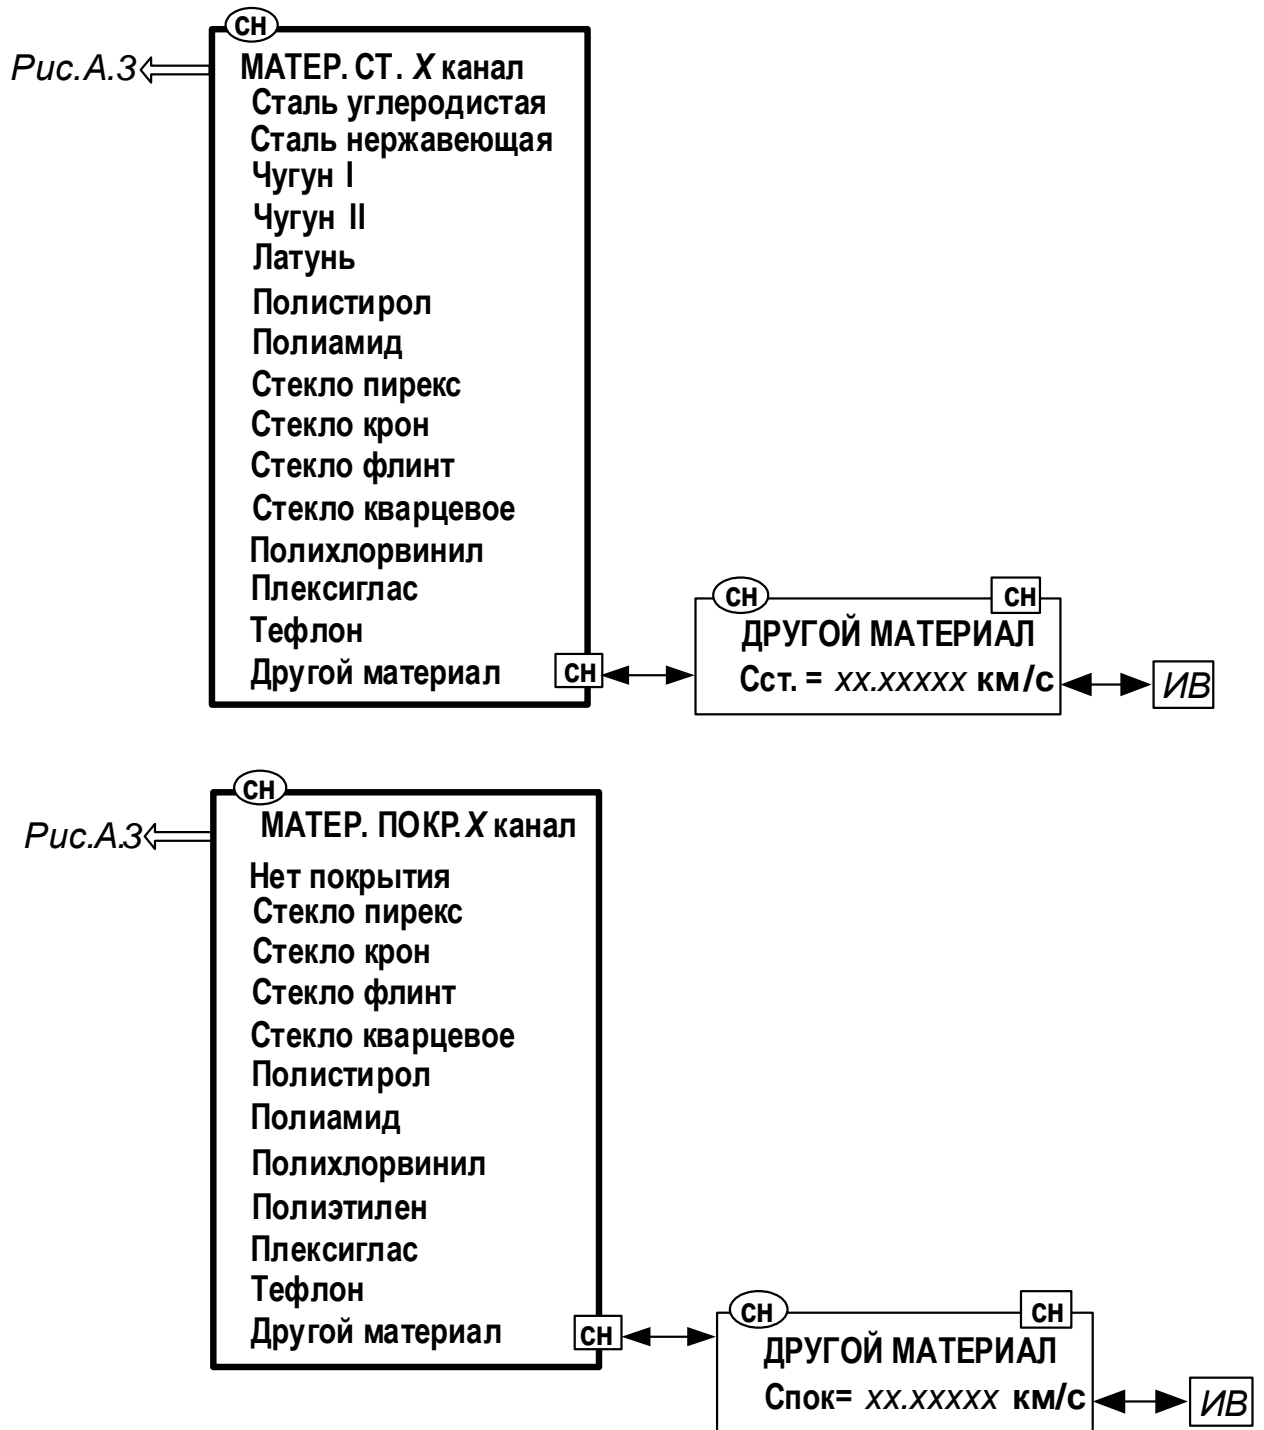 СН
Рис.А.3
МАТЕР. СТ. X канал
Сталь углеродистая
Сталь нержавеющая
Чугун I
Чугун II
Латунь
Полистирол
Полиамид
Стекло пирекс
Стекло крон
Стекло флинт
Стекло кварцевое
Полихлорвинил
Плексиглас
Тефлон
Другой материал
СН
СН
СН
ДРУГОЙ МАТЕРИАЛ
Сст. = xx.xxxxx км/с
ИВ
СН
Рис.А.3
МАТЕР. ПОКР. X канал
Нет покрытия
Стекло пирекс
Стекло крон
Стекло флинт
Стекло кварцевое
Полистирол
Полиамид
Полихлорвинил
Полиэтилен
Плексиглас
Тефлон
Другой материал
СН
СН
СН
ДРУГОЙ МАТЕРИАЛ
Спок= xx.xxxxx км/с
ИВ